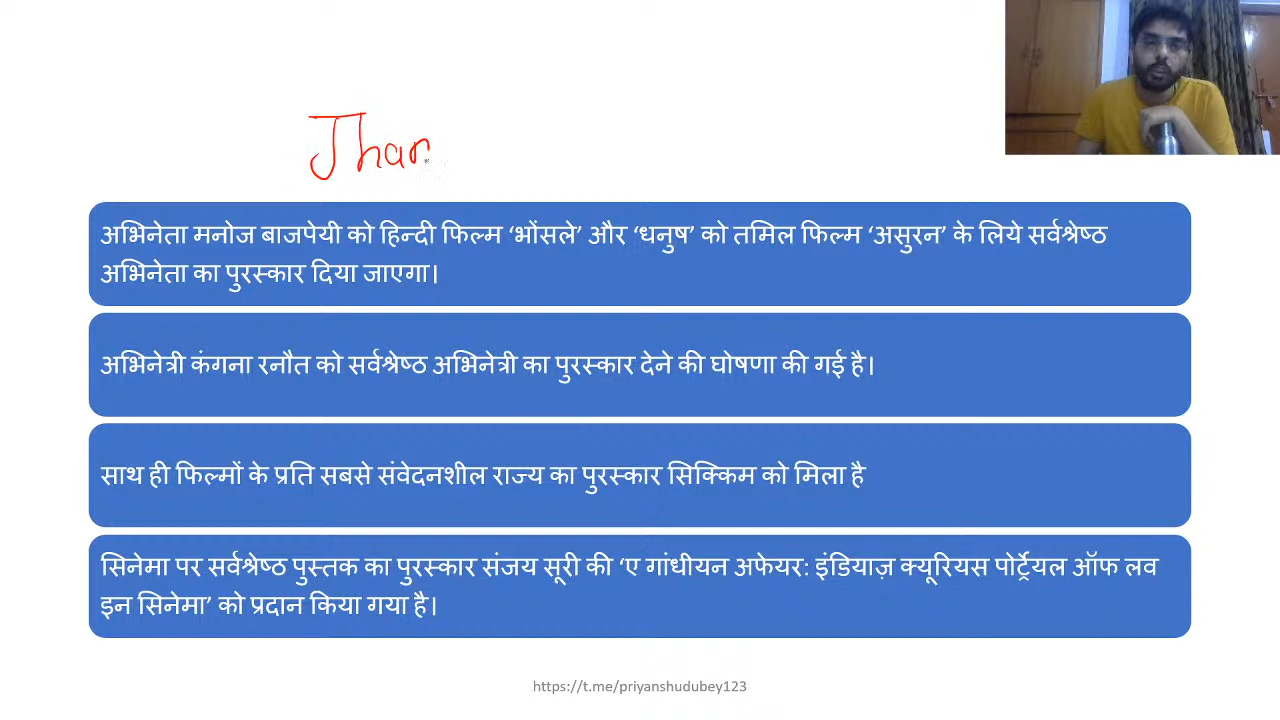 Jhar
अभिनेता मनोज बाजपेयी को हिन्दी फिल्म ‘भोंसले’ और ‘धनुष’ को तमिल फिल्म ‘असुरन’ के लिये सर्वश्रेष्ठ
अभिनेता का पुरस्कार दिया जाएगा।
अभिनेत्री कंगना रनौत को सर्वश्रेष्ठ अभिनेत्री का पुरस्कार देने की घोषणा की गई है।
साथ ही फिल्मों के प्रति सबसे संवेदनशील राज्य का पुरस्कार सिक्किम को मिला है
सिनेमा पर सर्वश्रेष्ठ पुस्तक का पुरस्कार संजय सूरी की ‘ए गांधीयन अफेयर: इंडियाज़ क्यूरियस पोर्ट्रेयल ऑफ लव
इन सिनेमा’ को प्रदान किया गया है।
https://t.me/priyanshudubey123